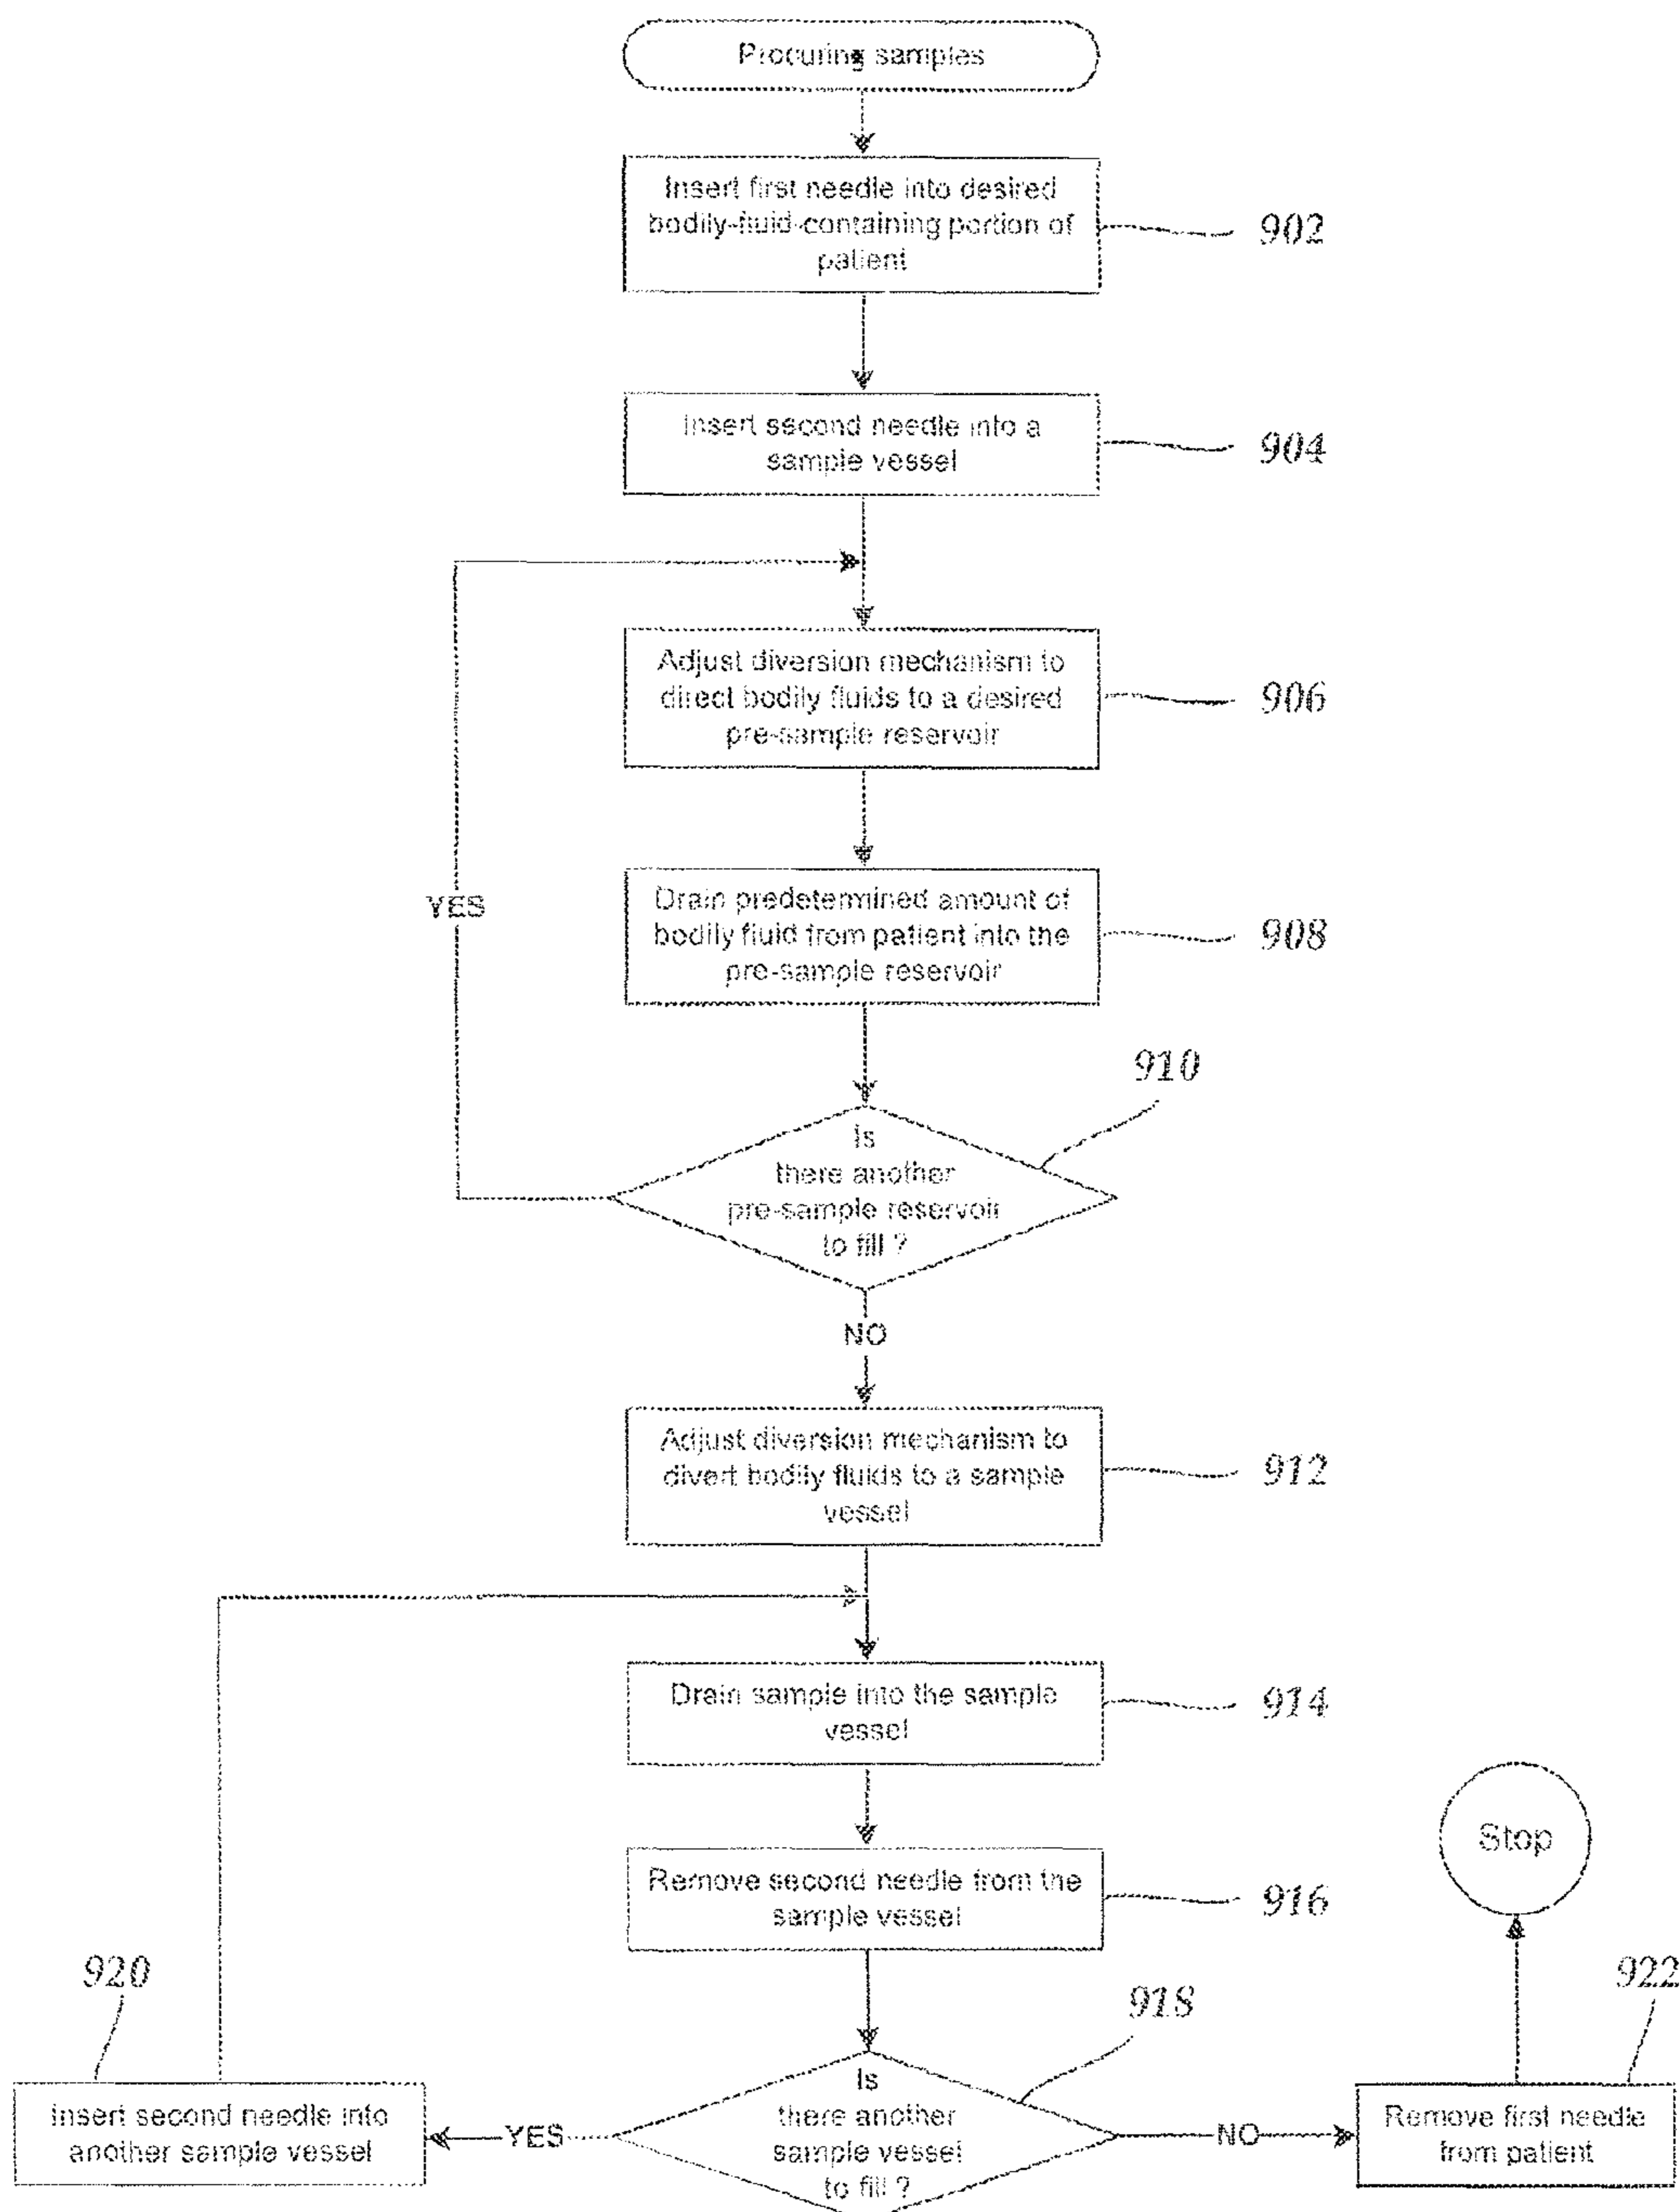 Procuring samples
Insert first needle into desired
bodily-fluid-containing portion of
patient
902
Insert second needle into a
sample vessel
904
Adjust diversion mechanism to
direct bodily fluids to a desired
pre-sample reservoir
906
YES
Drain predetermined amount of
bodily fluid from patient into the
pre-sample reservoir
908
910
Is
there another
pre-sample reservoir
to fill ?
NO
Adjust diversion mechanism to
divert bodily fluids to a sample
vessel
912
Drain sample into the sample
vessel
914
Stop
Remove second needle from the
sample vessel
916
920
918
922
Insert second needle into
another sample vessel
YES
Is
there another
sample vessel
to fill ?
NO
Remove first needle
from patient